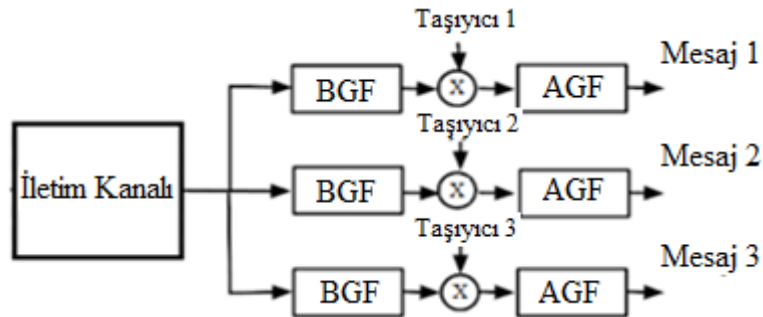 Taşıyıcı 1
Mesaj 1
BGF
X
AGF
Taşıyıcı 2
Mesaj 2
İletim Kanalı
BGF
X
AGF
Taşıyıcı 3
Mesaj 3
BGF
X
AGF